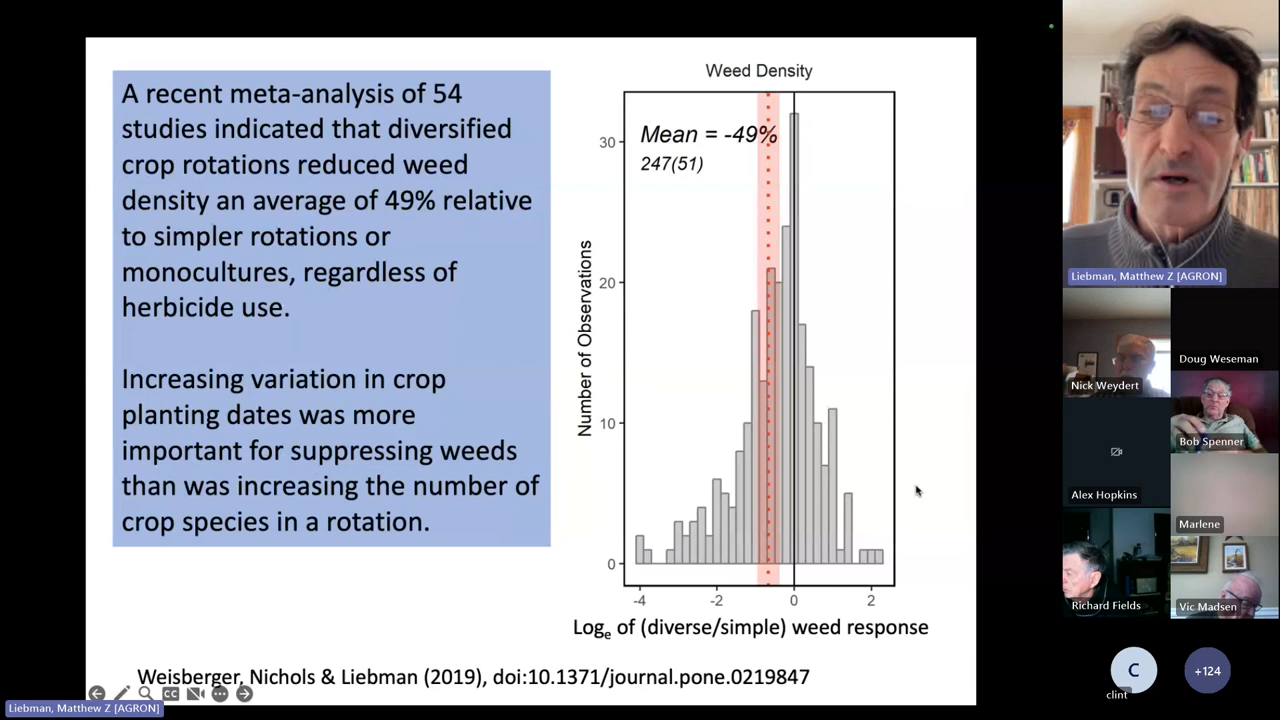 A recent meta-analysis of 54
studies indicated that diversified
crop rotations reduced weed
density an average of 49% relative
to simpler rotations or
monocultures, regardless of
herbicide use.
Increasing variation in crop
planting dates was more
important for suppressing weeds
than was increasing the number of
crop species in a rotation.
Weed Density
Mean = -49%
247(51)
Number of Observations
30
20
10
0
-4
-2
0
2
Logₑ of (diverse/simple) weed response
Weisberger, Nichols & Liebman (2019), doi:10.1371/journal.pone.0219847
CC
Liebman, Matthew Z [AGRON]
Liebman, Matthew Z [AGRON]
Nick Weydert
Doug Weseman
Bob Spenner
Alex Hopkins
Marlene
Richard Fields
Vic Madsen
C
clint
+124